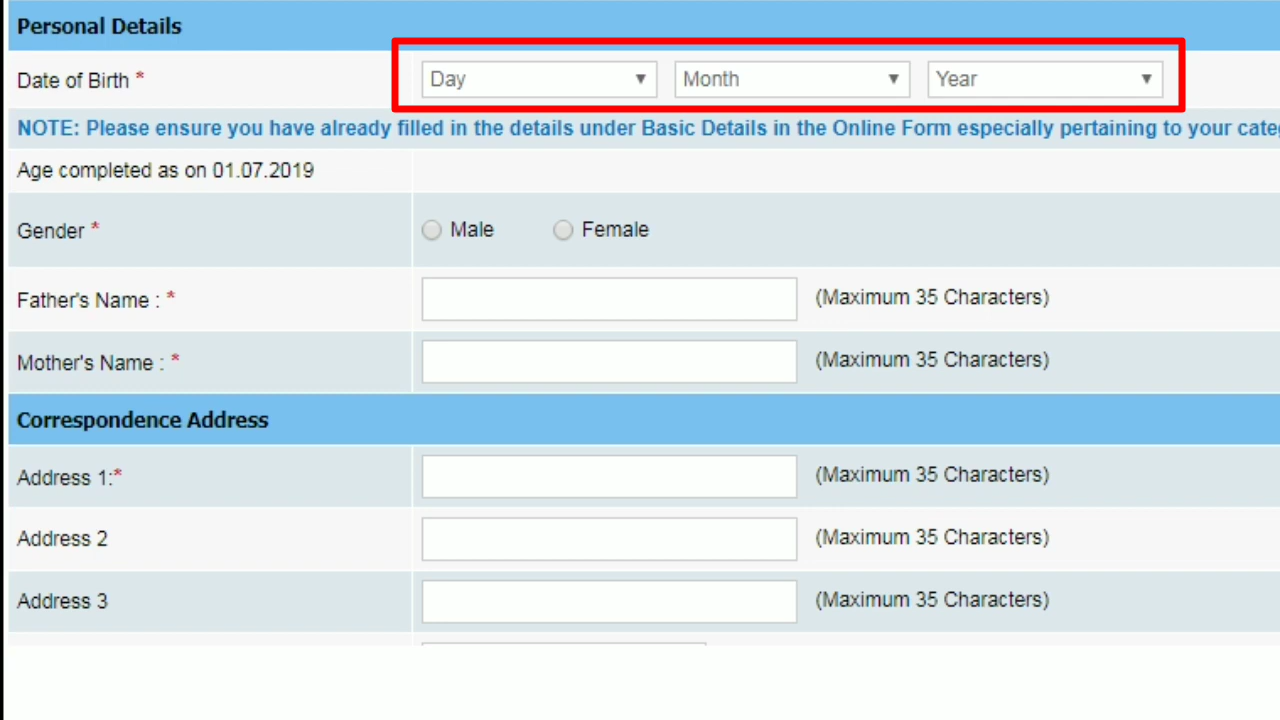 Personal Details
Date of Birth * Day Month Year
NOTE: Please ensure you have already filled in the details under Basic Details in the Online Form especially pertaining to your
Age completed as on 01.07.2019
Gender * Male Female
Father's Name : * (Maximum 35 Characters)
Mother's Name : * (Maximum 35 Characters)
Correspondence Address
Address 1:* (Maximum 35 Characters)
Address 2 (Maximum 35 Characters)
Address 3 (Maximum 35 Characters)